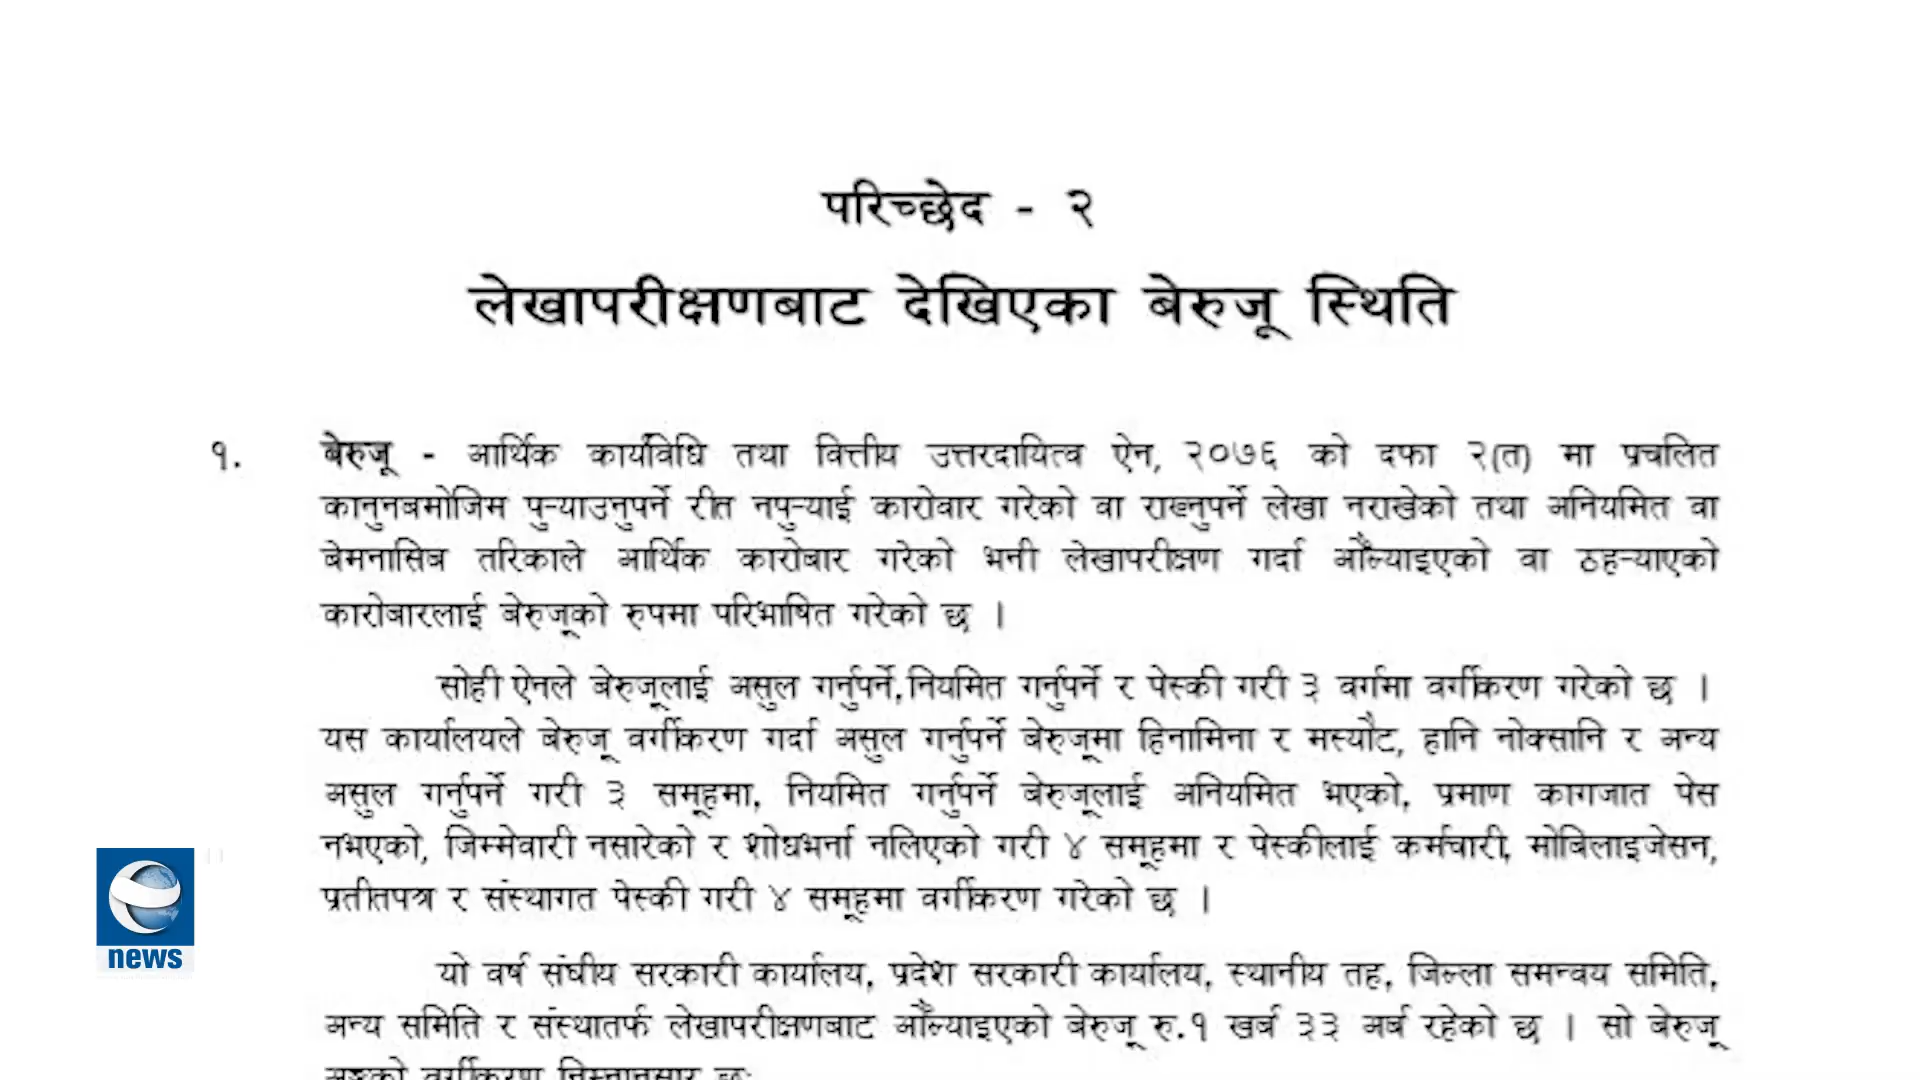 परिच्छेद - २
लेखापरीक्षणबाट देखिएका बेरुजू स्थिति
१. बेरुजू - आर्थिक कार्यविधि तथा वित्तीय उत्तरदायित्व ऐन, २०७६ को दफा २(त) मा प्रचलित
कानुनबमोजिम पुऱ्याउनुपर्ने रीत नपुऱ्याई कारोवार गरेको वा राख्नुपर्ने लेखा नराखेको तथा अनियमित वा
बेमनासिब तरिकाले आर्थिक कारोबार गरेको भनी लेखापरीक्षण गर्दा औंल्याइएको वा ठहऱ्याएको
कारोबारलाई बेरुजूको रुपमा परिभाषित गरेको छ ।
सोही ऐनले बेरुजूलाई असुल गर्नुपर्ने, नियमित गर्नुपर्ने र पेस्की गरी ३ वर्गमा वर्गीकरण गरेको छ ।
यस कार्यालयले बेरुजू वर्गीकरण गर्दा असुल गर्नुपर्ने बेरुजूमा हिनामिना र मस्यौट, हानि नोक्सानि र अन्य
असुल गर्नुपर्ने गरी ३ समूहमा, नियमित गर्नुपर्ने बेरुजूलाई अनियमित भएको, प्रमाण कागजात पेस
नभएको, जिम्मेवारी नसारेको र शोधभर्ना नलिएको गरी ४ समूहमा र पेस्कीलाई कर्मचारी, मोबिलाइजेसन,
प्रतीतपत्र र संस्थागत पेस्की गरी ४ समूहमा वर्गीकरण गरेको छ ।
यो वर्ष संघीय सरकारी कार्यालय, प्रदेश सरकारी कार्यालय, स्थानीय तह, जिल्ला समन्वय समिति,
अन्य समिति र संस्थातर्फ लेखापरीक्षणबाट औंल्याइएको बेरुजू रु.१ खर्ब ३३ अर्ब रहेको छ । सो बेरुजू
अङ्कको वर्गीकरण निम्नानुसार छः
news